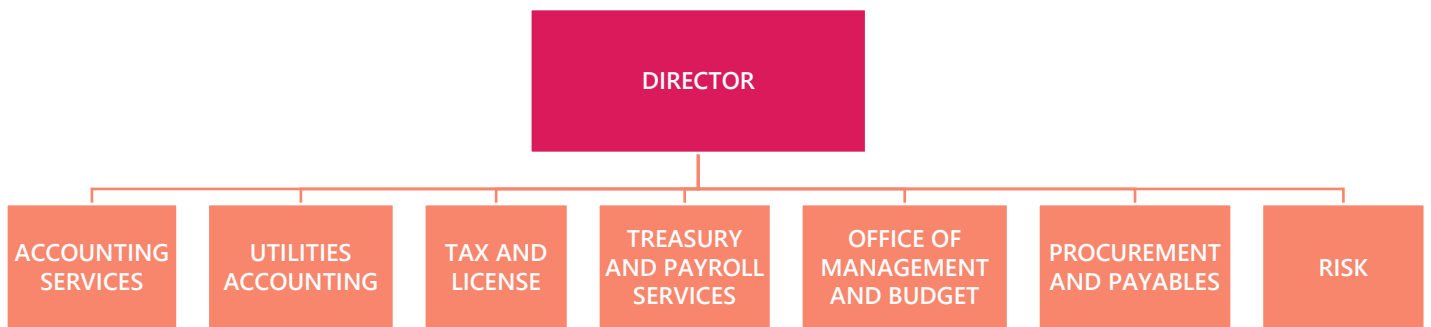 DIRECTOR
ACCOUNTING
SERVICES
UTILITIES
ACCOUNTING
TAX AND
LICENSE
TREASURY
AND PAYROLL
SERVICES
OFFICE OF
MANAGEMENT
AND BUDGET
PROCUREMENT
AND PAYABLES
RISK